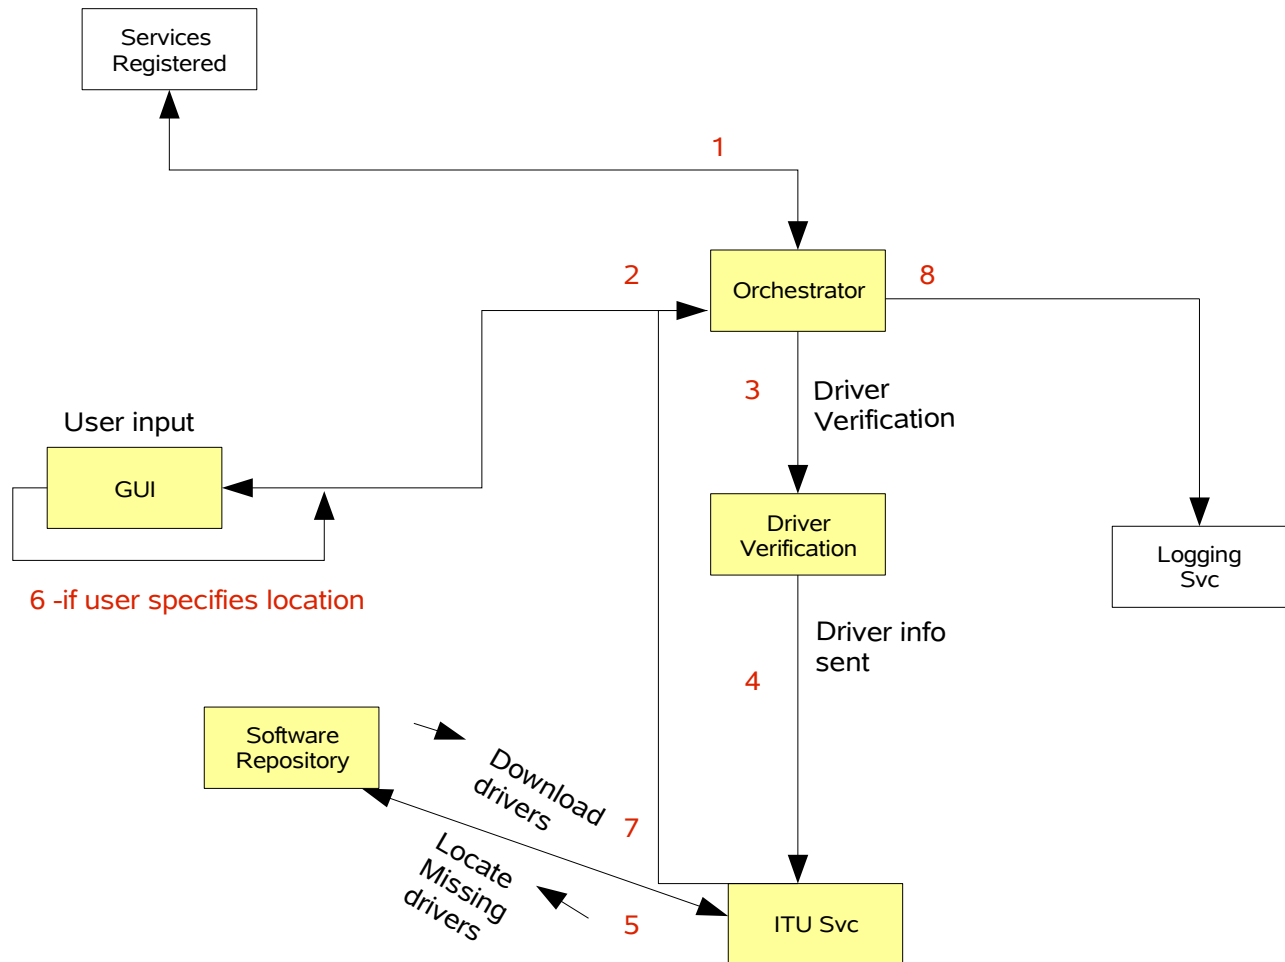 Services
Registered
1
2
Orchestrator
8
3
Driver
Verification
User input
GUI
Driver
Verification
Logging
Svc
6 -if user specifies location
Driver info
sent
4
Software
Repository
Download
drivers
7
Locate
Missing
drivers
5
ITU Svc